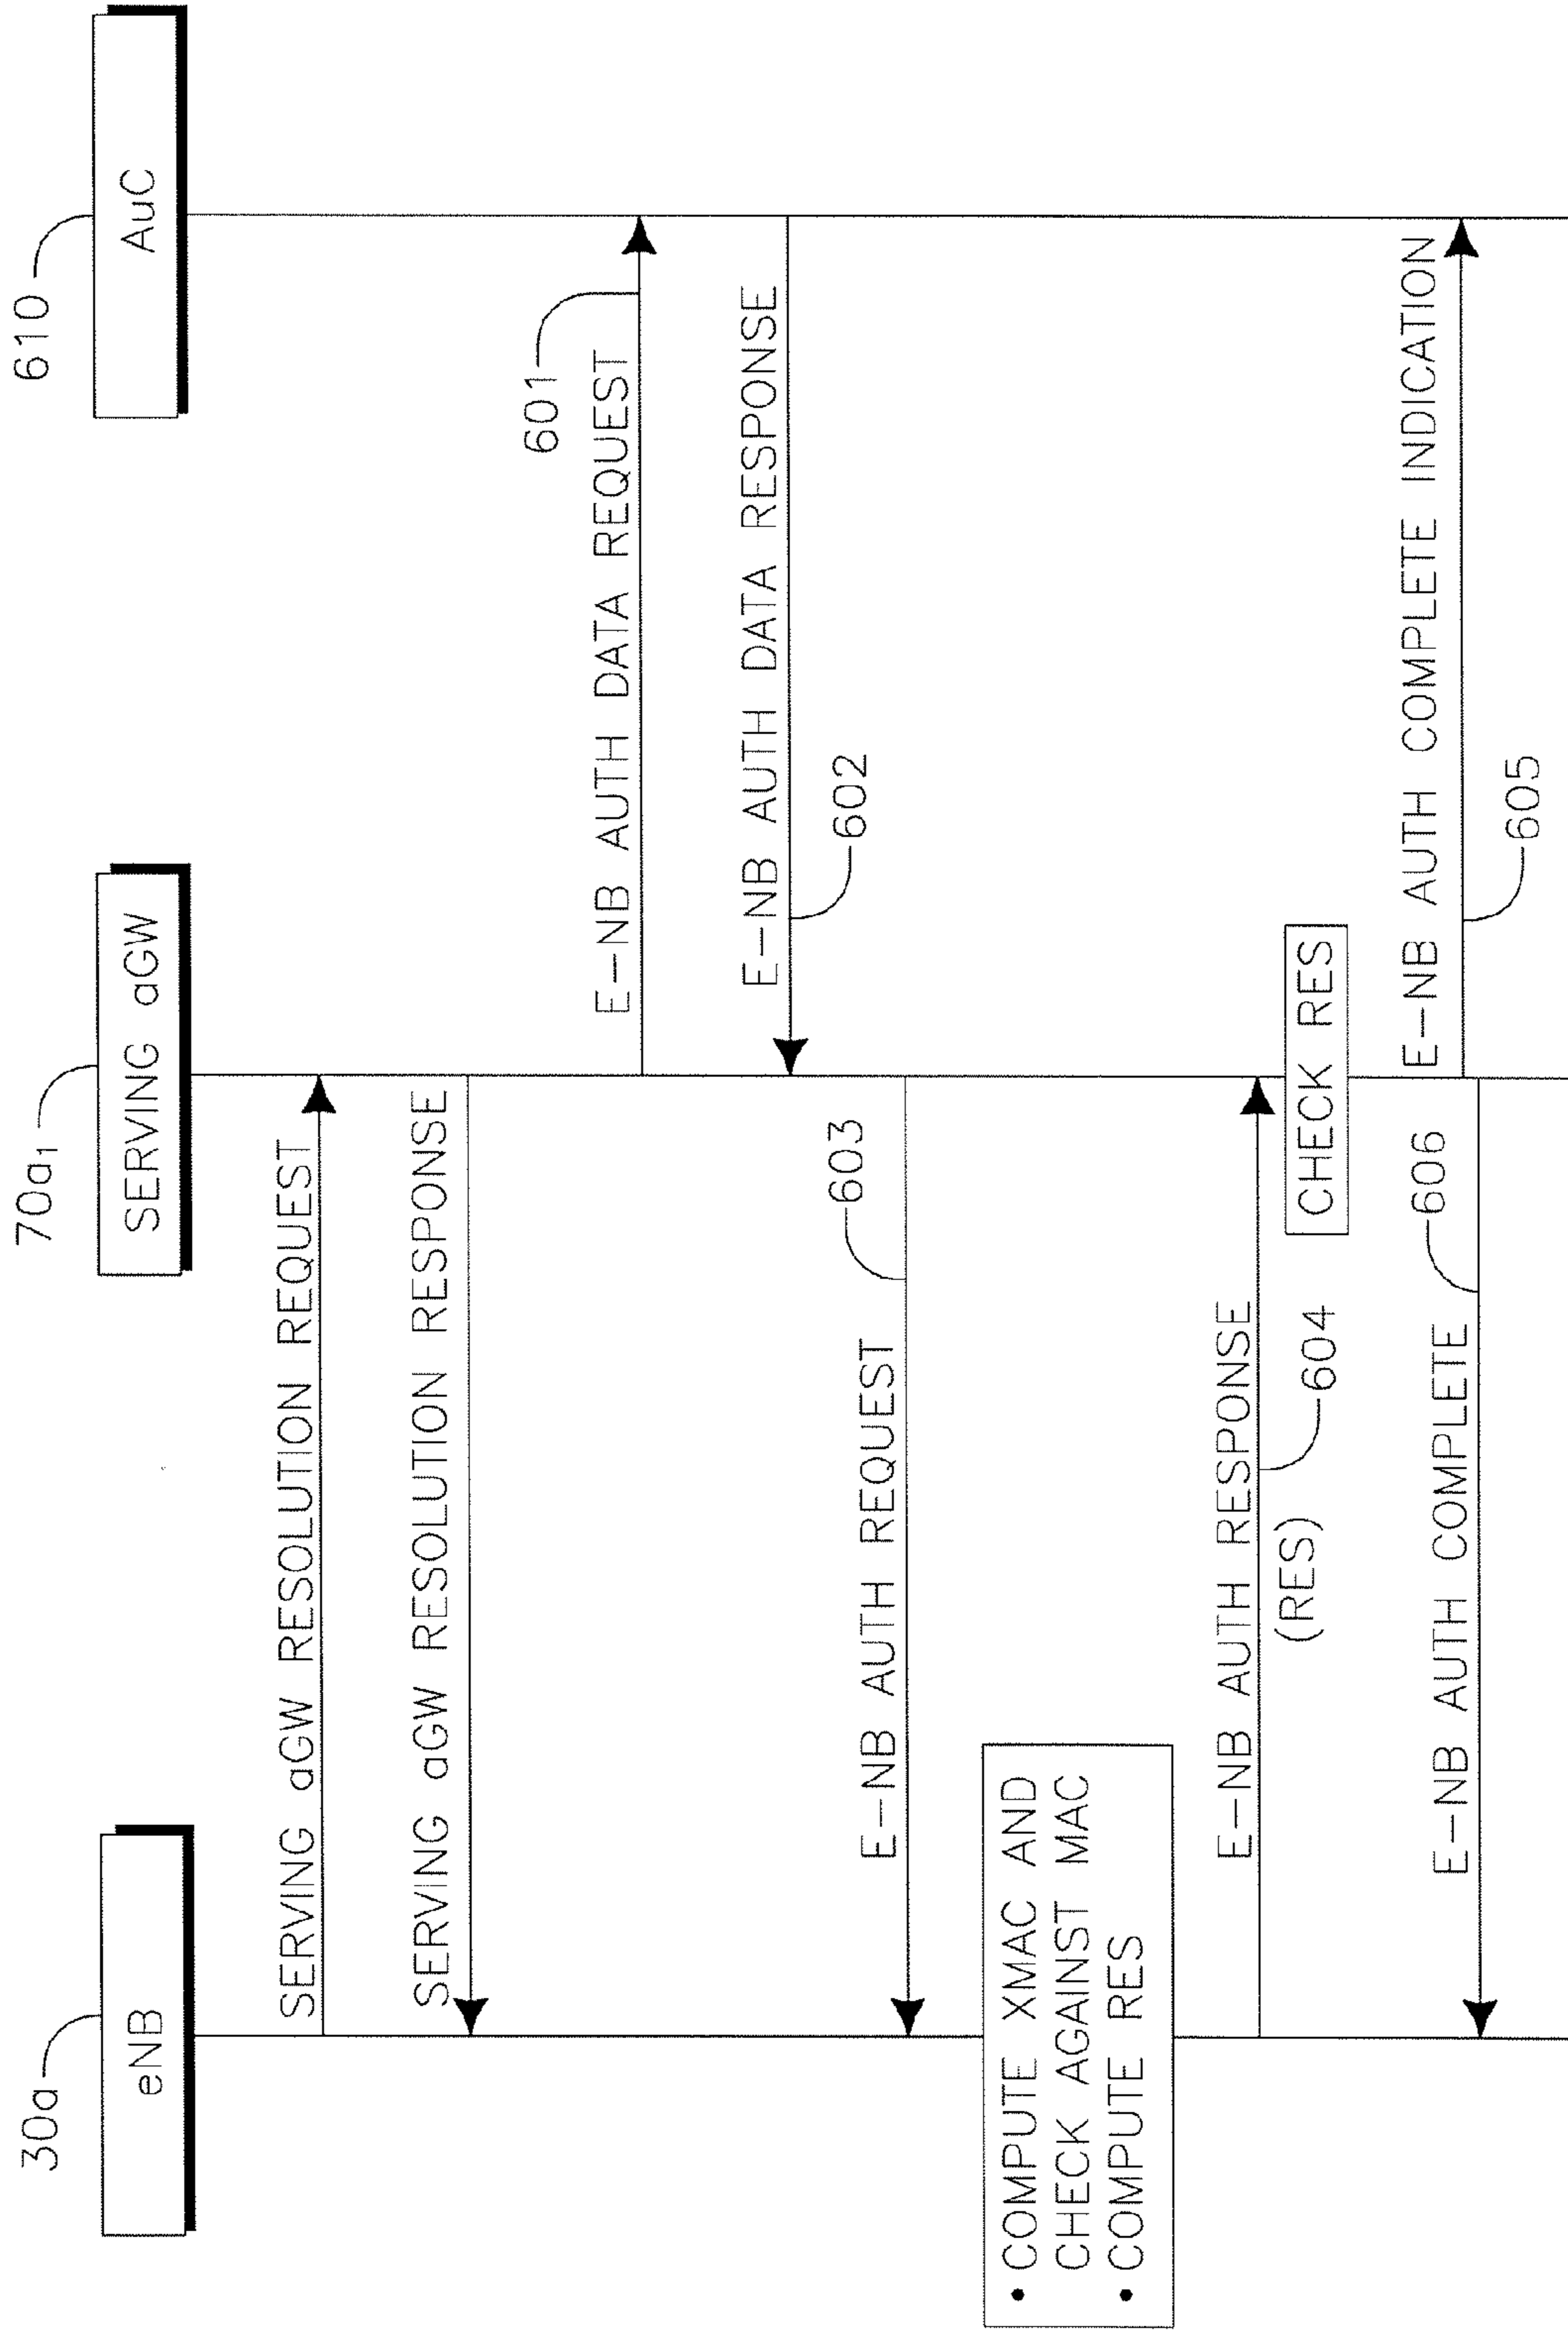 30a
70a1
610
eNB
SERVING aGW
AuC
SERVING aGW RESOLUTION REQUEST
SERVING aGW RESOLUTION RESPONSE
601
E-NB AUTH DATA REQUEST
E-NB AUTH DATA RESPONSE
602
603
E-NB AUTH REQUEST
• COMPUTE XMAC AND
CHECK AGAINST MAC
• COMPUTE RES
E-NB AUTH RESPONSE
(RES)
604
CHECK RES
E-NB AUTH COMPLETE INDICATION
605
606
E-NB AUTH COMPLETE